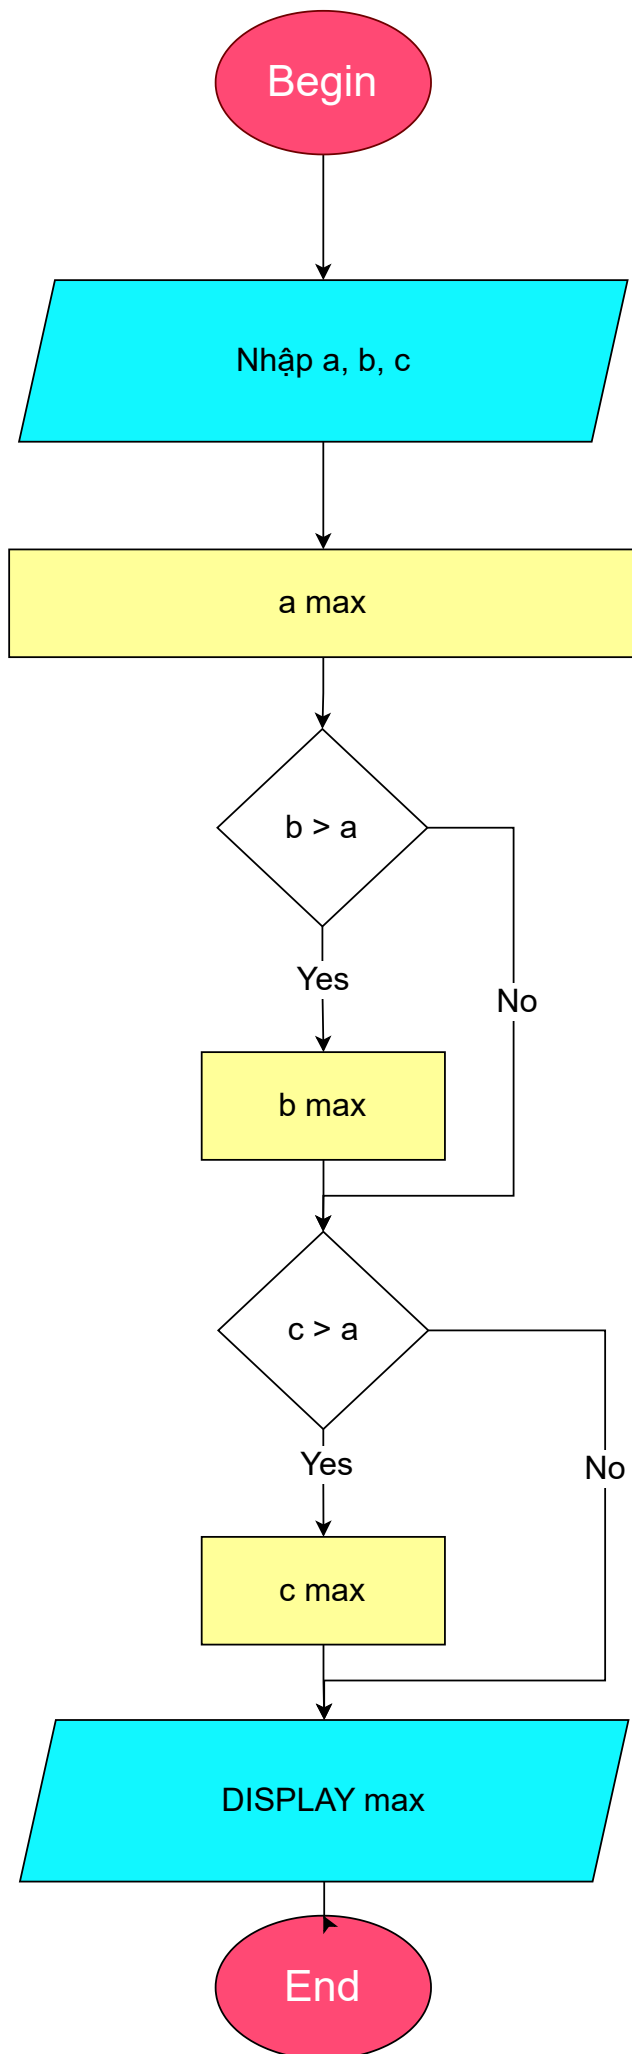 Begin
Nhập a, b, c
a max
b > a
Yes
No
b max
c > a
Yes
No
c max
DISPLAY max
End